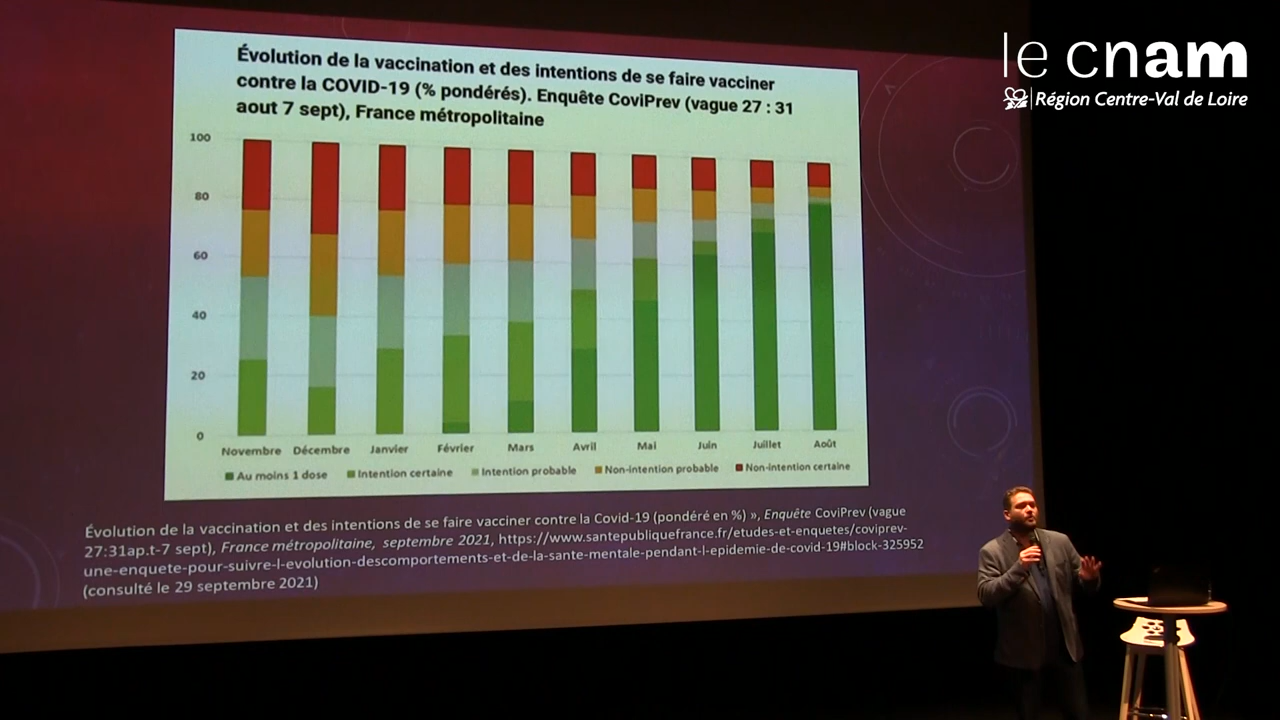 le cnam
Région Centre-Val de Loire
Évolution de la vaccination et des intentions de se faire vacciner
contre la COVID-19 (% pondérés). Enquête CoviPrev (vague 27 : 31
aout 7 sept), France métropolitaine
100
80
60
40
20
0
Novembre Décembre Janvier Février Mars Avril Mai Juin Juillet Août
Au moins 1 dose Intention certaine Intention probable Non-intention probable Non-intention certaine
Évolution de la vaccination et des intentions de se faire vacciner contre la Covid-19 (pondéré en %) », Enquête CoviPrev (vague
27:31ap.t-7 sept), France métropolitaine, septembre 2021, https://www.santepubliquefrance.fr/etudes-et-enquetes/coviprev-
une-enquete-pour-suivre-l-evolution-descomportements-et-de-la-sante-mentale-pendant-l-epidemie-de-covid-19#block-325952
(consulté le 29 septembre 2021)